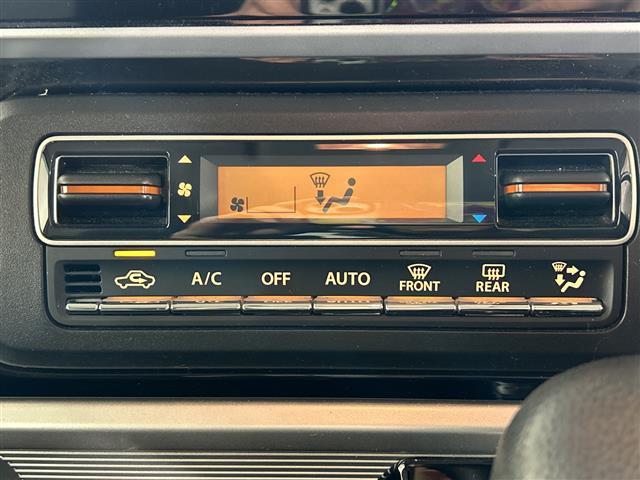 A/C OFF AUTO FRONT REAR